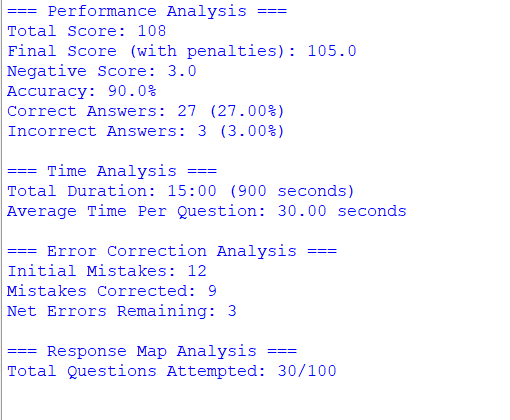 === Performance Analysis ===
Total Score: 108
Final Score (with penalties): 105.0
Negative Score: 3.0
Accuracy: 90.0%
Correct Answers: 27 (27.00%)
Incorrect Answers: 3 (3.00%)
=== Time Analysis ===
Total Duration: 15:00 (900 seconds)
Average Time Per Question: 30.00 seconds
=== Error Correction Analysis ===
Initial Mistakes: 12
Mistakes Corrected: 9
Net Errors Remaining: 3
=== Response Map Analysis ===
Total Questions Attempted: 30/100